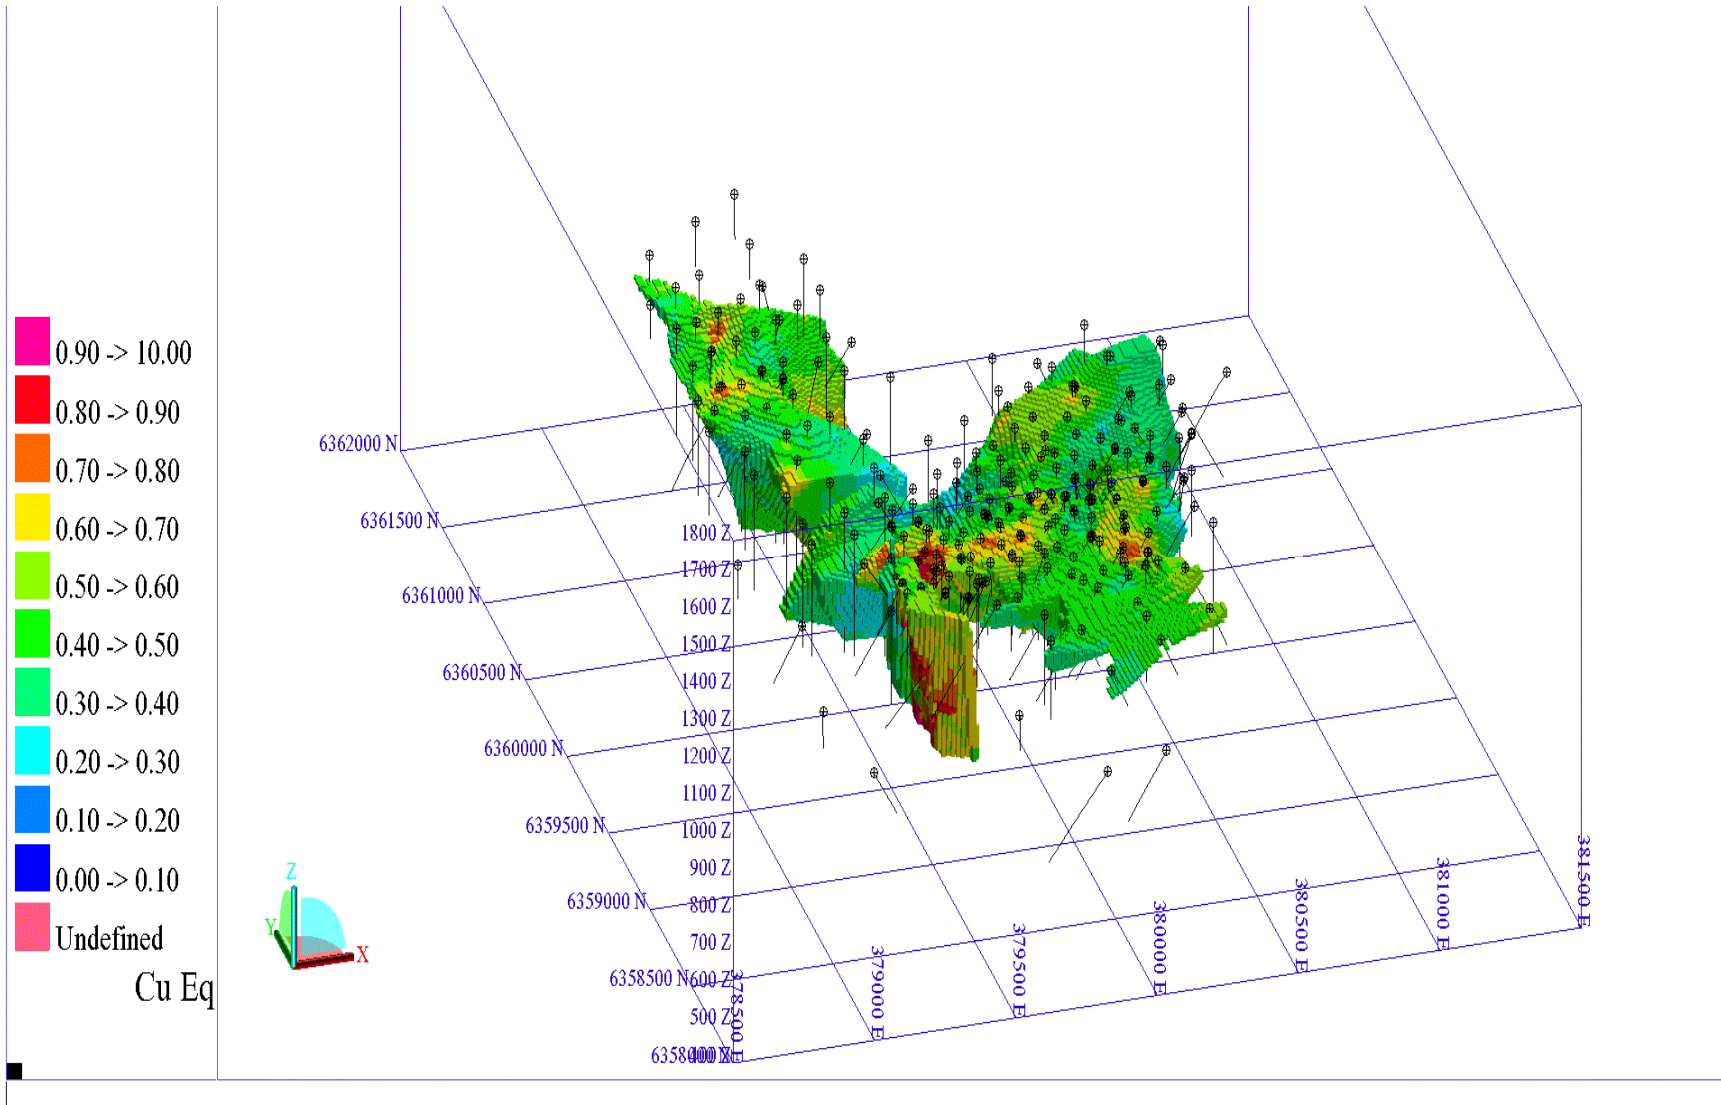 0.90 -> 10.00
0.80 -> 0.90
0.70 -> 0.80
0.60 -> 0.70
0.50 -> 0.60
0.40 -> 0.50
0.30 -> 0.40
0.20 -> 0.30
0.10 -> 0.20
0.00 -> 0.10
Undefined
Cu Eq
Z
Y
X
6362000 N
6361500 N
6361000 N
6360500 N
6360000 N
6359500 N
6359000 N
6358500 N
6358000 N
1800 Z
1700 Z
1600 Z
1500 Z
1400 Z
1300 Z
1200 Z
1100 Z
1000 Z
900 Z
800 Z
700 Z
600 Z
500 Z
400 Z
378500 E
379000 E
379500 E
380000 E
380500 E
381000 E
381500 E